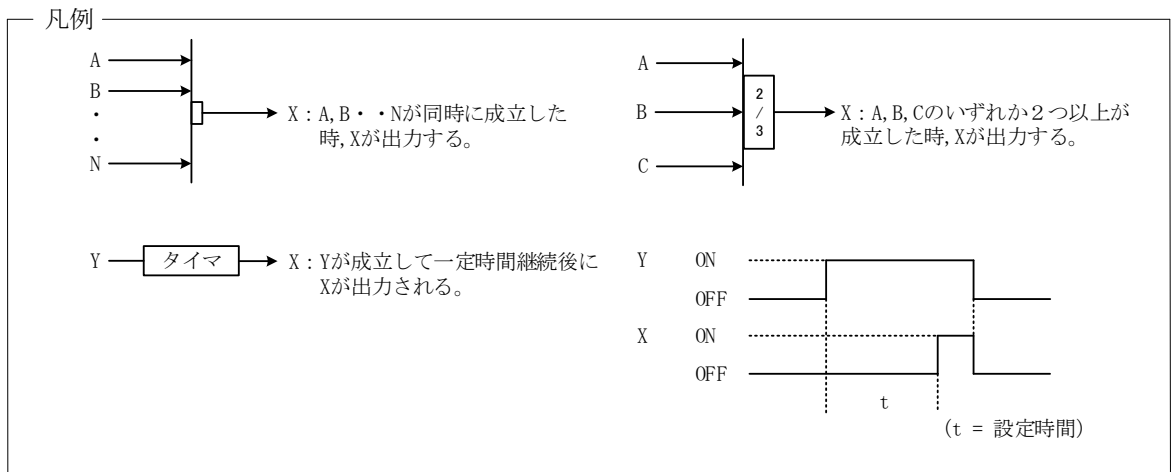 凡例
A
B
・
・
N
X：A,B・・Nが同時に成立した
時,Xが出力する。
A
B
C
2
/
3
X：A,B,Cのいずれか２つ以上が
成立した時,Xが出力する。
Y
タイマ
X：Yが成立して一定時間継続後に
Xが出力される。
Y ON
OFF
X ON
OFF
t
(t = 設定時間)